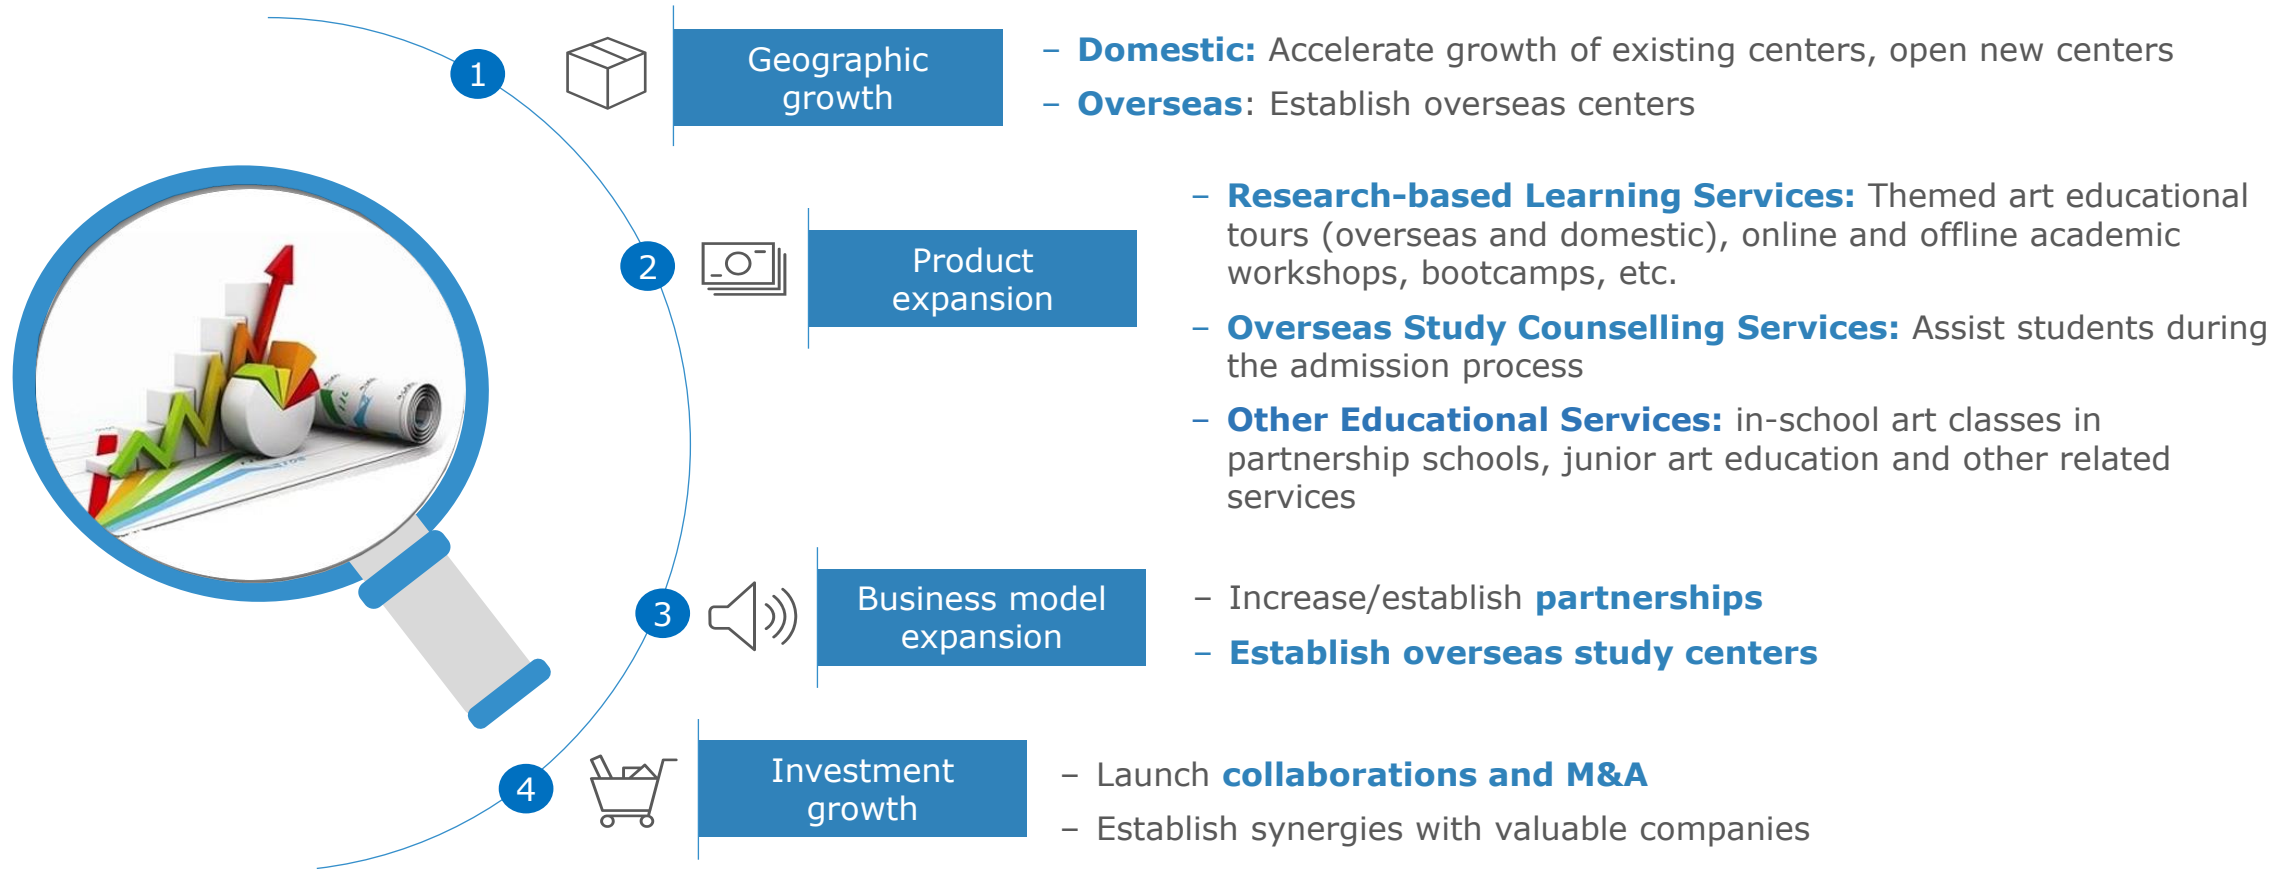 1
Geographic
growth
– Domestic: Accelerate growth of existing centers, open new centers
– Overseas: Establish overseas centers
2
Product
expansion
– Research-based Learning Services: Themed art educational
tours (overseas and domestic), online and offline academic
workshops, bootcamps, etc.
– Overseas Study Counselling Services: Assist students during
the admission process
– Other Educational Services: in-school art classes in
partnership schools, junior art education and other related
services
3
Business model
expansion
– Increase/establish partnerships
– Establish overseas study centers
4
Investment
growth
– Launch collaborations and M&A
– Establish synergies with valuable companies